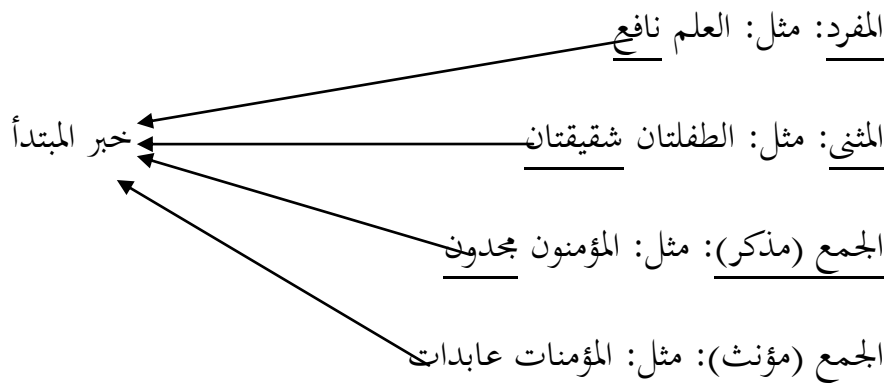 المفرد: مثل: العلم نافع
المثنى: مثل: الطفلتان شقيقتان
خبر المبتدأ
الجمع (مذكر): مثل: المؤمنون مجدون
الجمع (مؤنث): مثل: المؤمنات عابدات